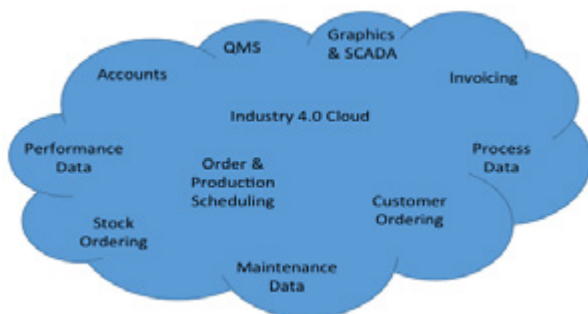 Graphics
& SCADA
QMS
Accounts
Invoicing
Industry 4.0 Cloud
Performance
Data
Order &
Production
Scheduling
Process
Data
Customer
Ordering
Stock
Ordering
Maintenance
Data